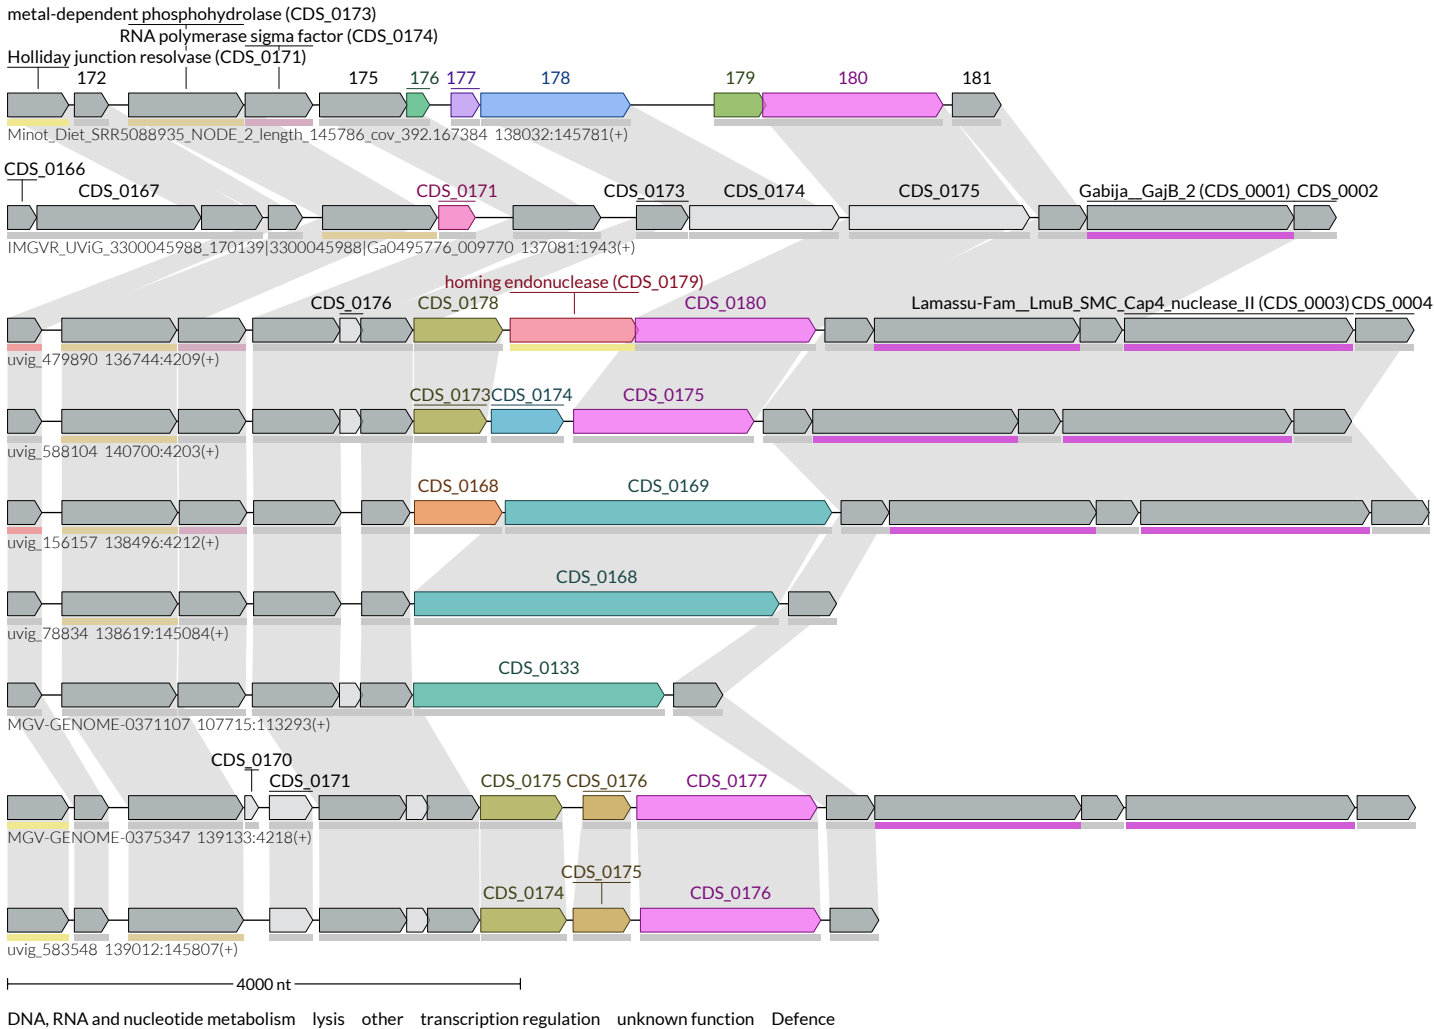 metal-dependent phosphohydrolase (CDS_0173)
RNA polymerase sigma factor (CDS_0174)
Holliday junction resolvase (CDS_0171)
172 175 176 177 178 179 180 181
Minot_Diet_SRR5088935_NODE_2_length_145786_cov_392.167384 138032:145781(+)
CDS_0166
CDS_0167 CDS_0171 CDS_0173 CDS_0174 CDS_0175 Gabija__GajB_2 (CDS_0001) CDS_0002
IMGVR_UViG_3300045988_170139|3300045988|Ga0495776_009770 137081:1943(+)
homing endonuclease (CDS_0179)
CDS_0176 CDS_0178 CDS_0180 Lamassu-Fam__LmuB_SMC_Cap4_nuclease_II (CDS_0003) CDS_0004
uvig_479890 136744:4209(+)
CDS_0173 CDS_0174 CDS_0175
uvig_588104 140700:4203(+)
CDS_0168 CDS_0169
uvig_156157 138496:4212(+)
CDS_0168
uvig_78834 138619:145084(+)
CDS_0133
MGV-GENOME-0371107 107715:113293(+)
CDS_0170
CDS_0171 CDS_0175 CDS_0176 CDS_0177
MGV-GENOME-0375347 139133:4218(+)
CDS_0175
CDS_0174 CDS_0176
uvig_583548 139012:145807(+)
4000 nt
DNA, RNA and nucleotide metabolism lysis other transcription regulation unknown function Defence